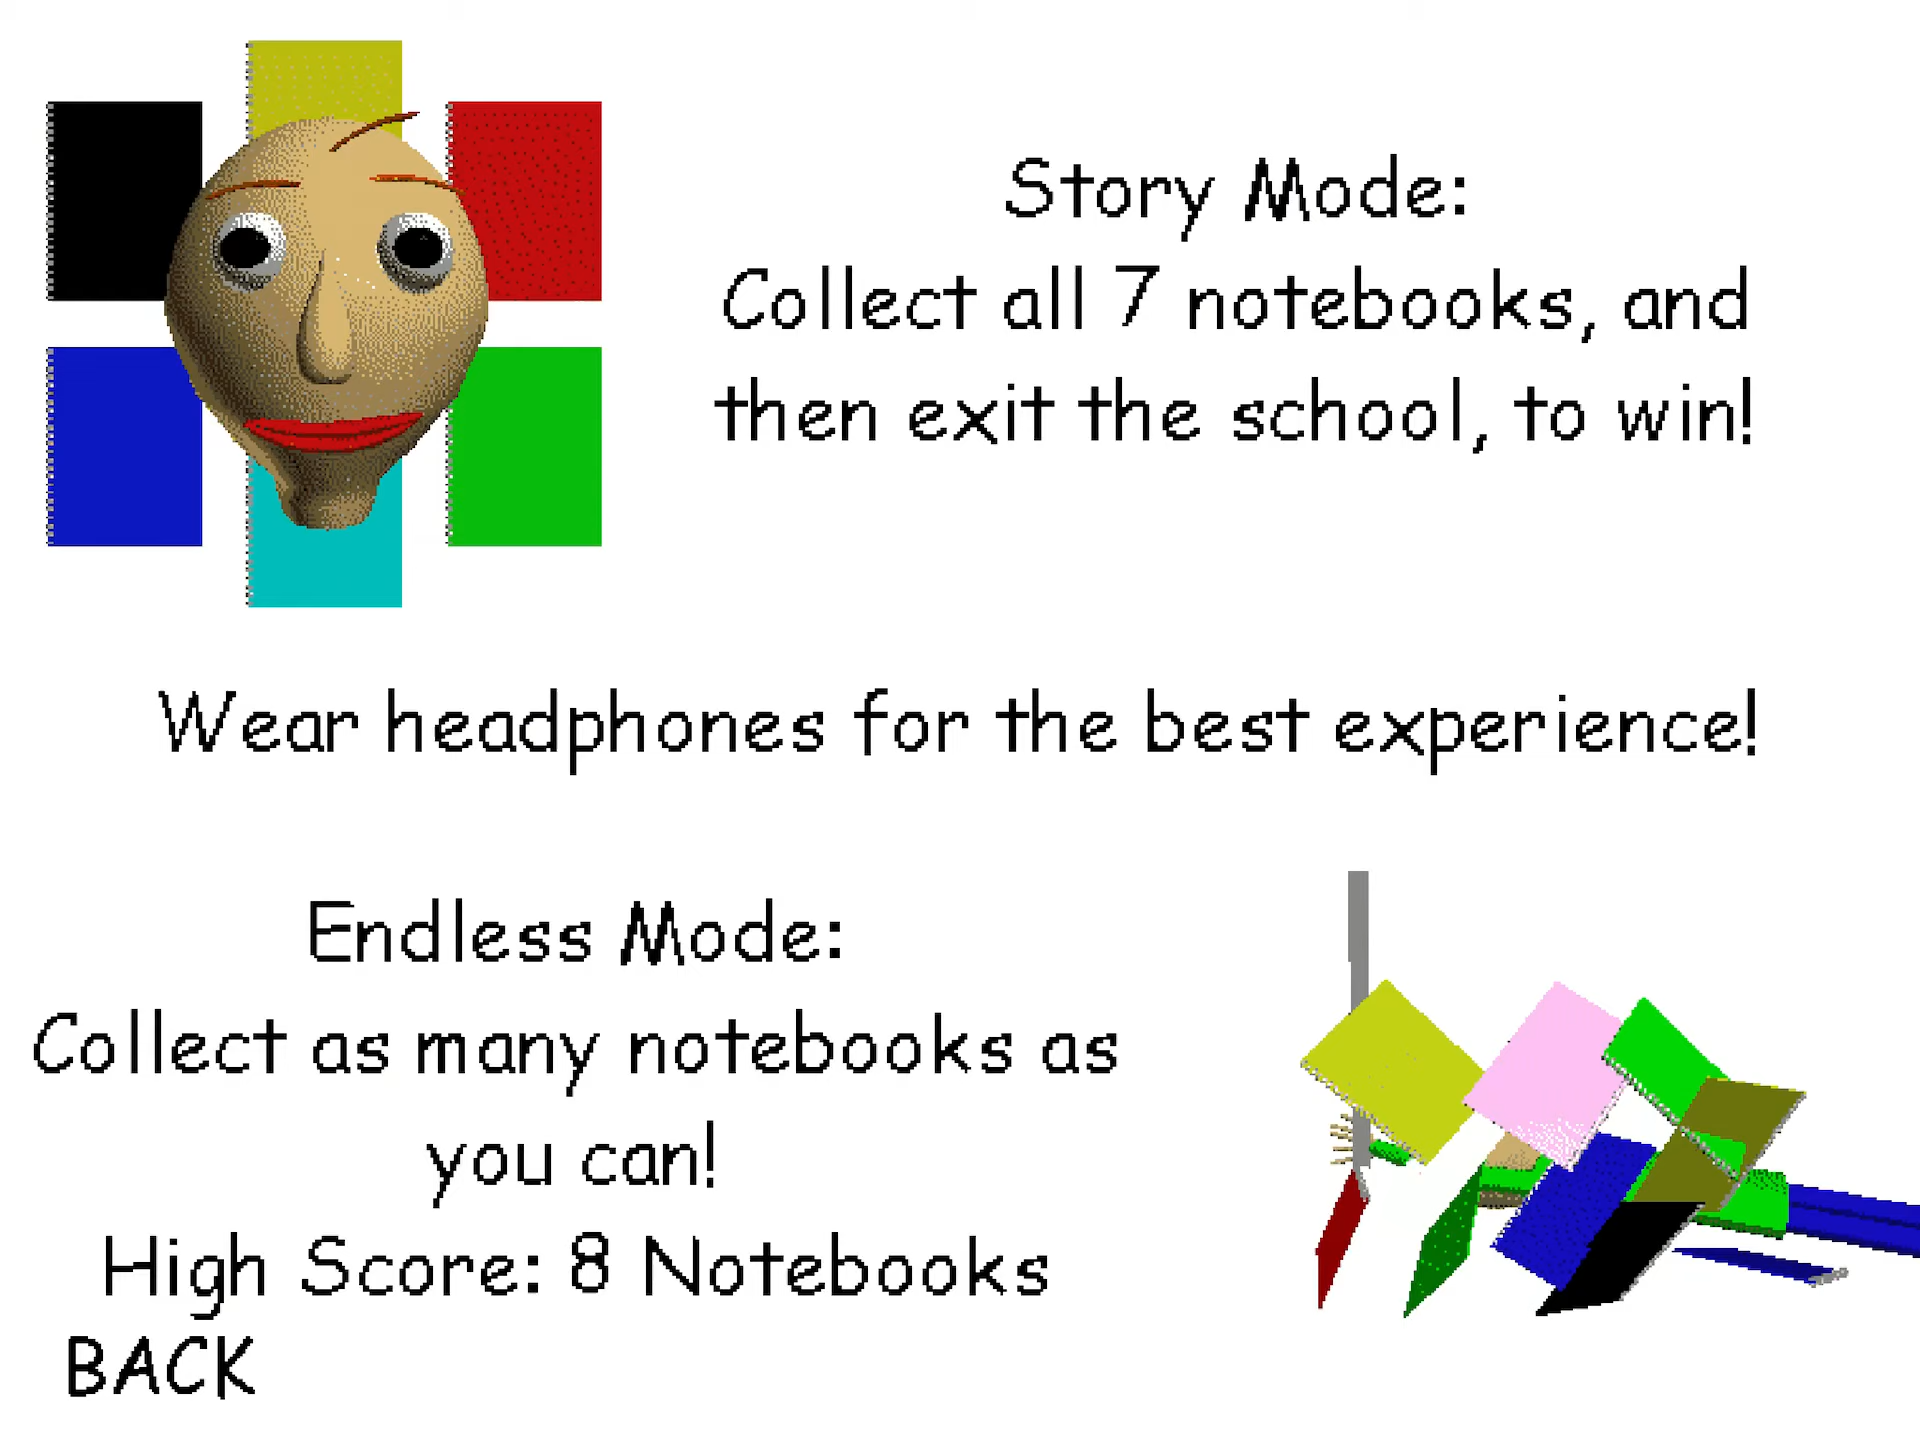 Story Mode:
Collect all 7 notebooks, and
then exit the school, to win!
Wear headphones for the best experience!
Endless Mode:
Collect as many notebooks as
you can!
High Score: 8 Notebooks
BACK